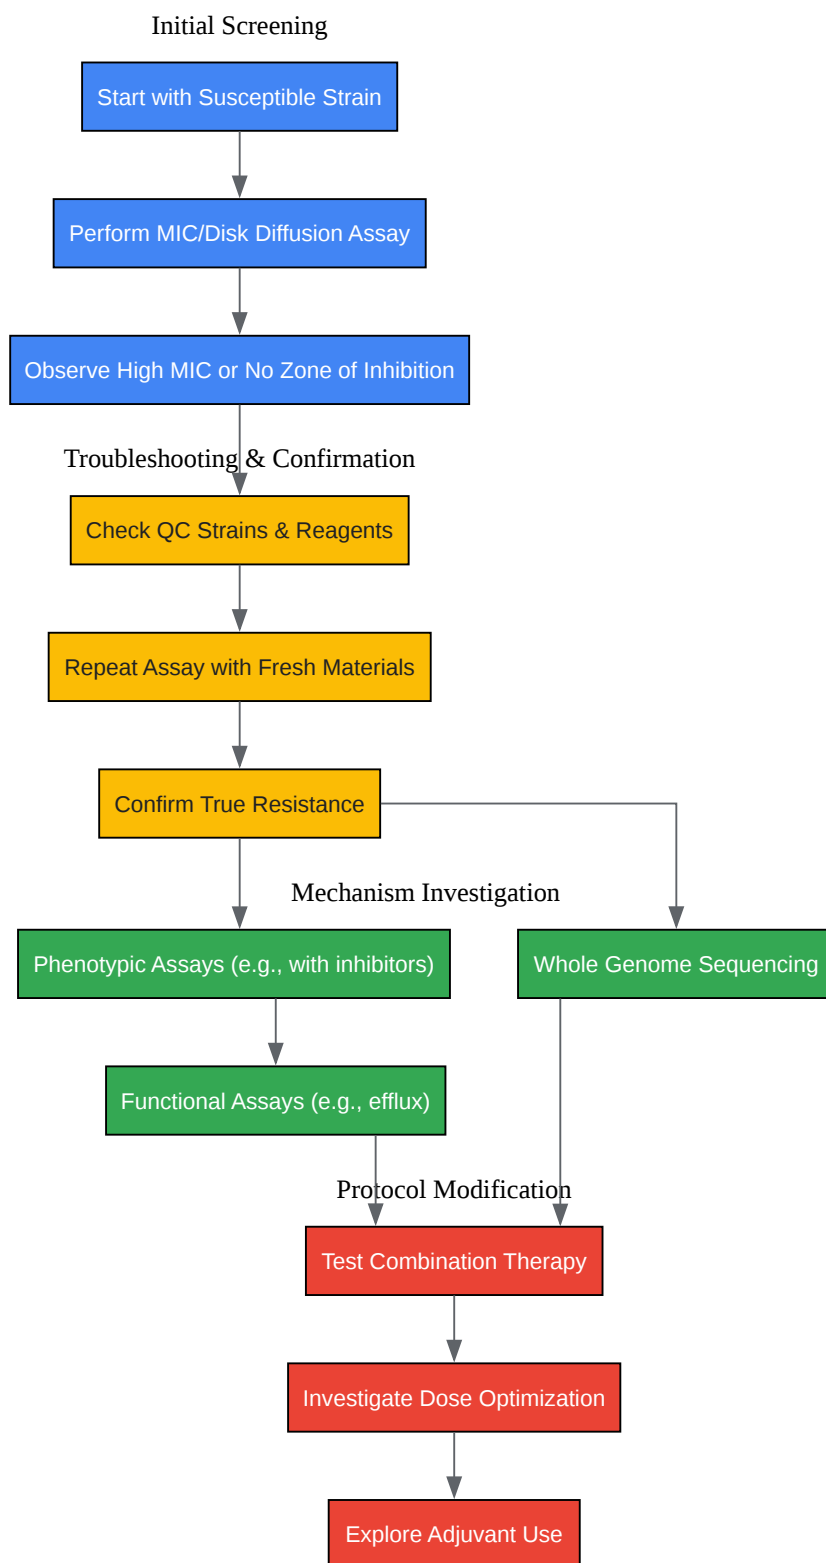 Initial Screening
Start with Susceptible Strain
Perform MIC/Disk Diffusion Assay
Observe High MIC or No Zone of Inhibition
Troubleshooting & Confirmation
Check QC Strains & Reagents
Repeat Assay with Fresh Materials
Confirm True Resistance
Mechanism Investigation
Phenotypic Assays (e.g., with inhibitors)
Whole Genome Sequencing
Functional Assays (e.g., efflux)
Protocol Modification
Test Combination Therapy
Investigate Dose Optimization
Explore Adjuvant Use